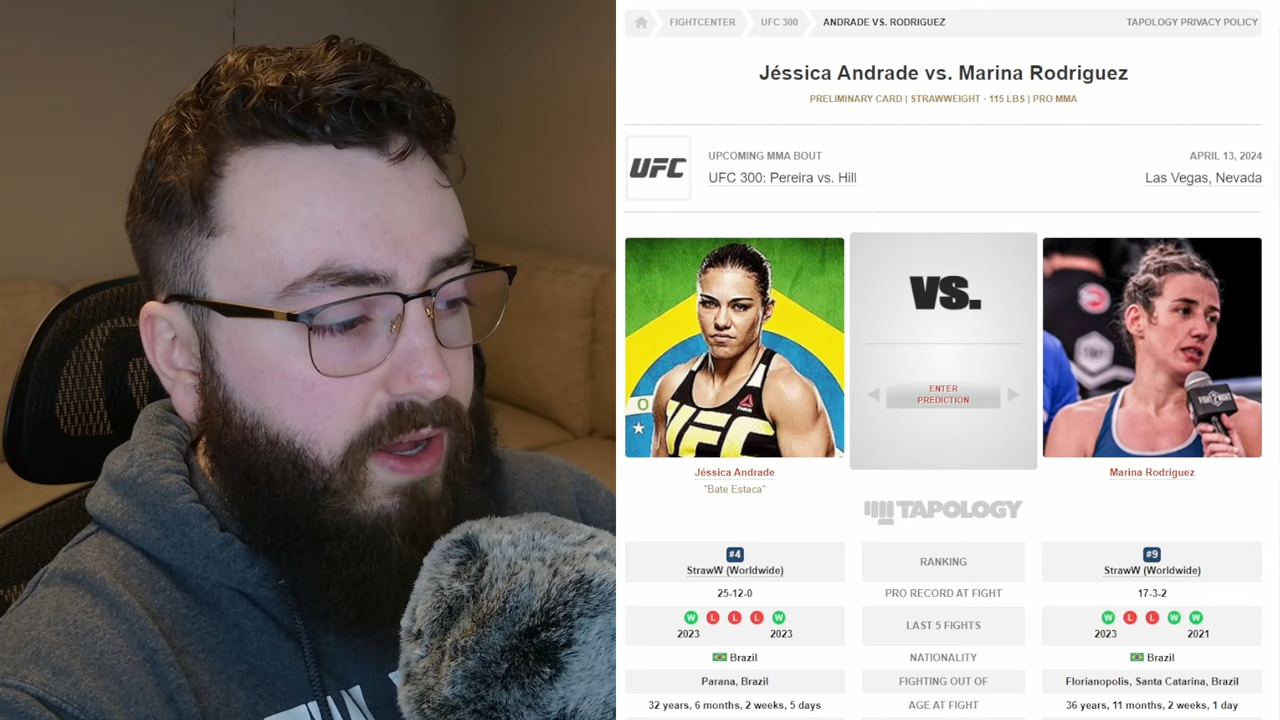 FIGHTCENTER UFC 300 ANDRADE VS. RODRIGUEZ TAPOLOGY PRIVACY POLICY
Jéssica Andrade vs. Marina Rodriguez
PRELIMINARY CARD | STRAWWEIGHT · 115 LBS | PRO MMA
UFC
UPCOMING MMA BOUT
APRIL 13, 2024
UFC 300: Pereira vs. Hill
Las Vegas, Nevada
VS.
ENTER
PREDICTION
UFC
Jéssica Andrade
"Bate Estaca"
Marina Rodriguez
TAPOLOGY
#4 RANKING #9
StrawW (Worldwide) StrawW (Worldwide)
25-12-0 PRO RECORD AT FIGHT 17-3-2
W L L L W LAST 5 FIGHTS W L L W W
2023 2023 2023 2021
Brazil NATIONALITY Brazil
Parana, Brazil FIGHTING OUT OF Florianopolis, Santa Catarina, Brazil
32 years, 6 months, 2 weeks, 5 days AGE AT FIGHT 36 years, 11 months, 2 weeks, 1 day